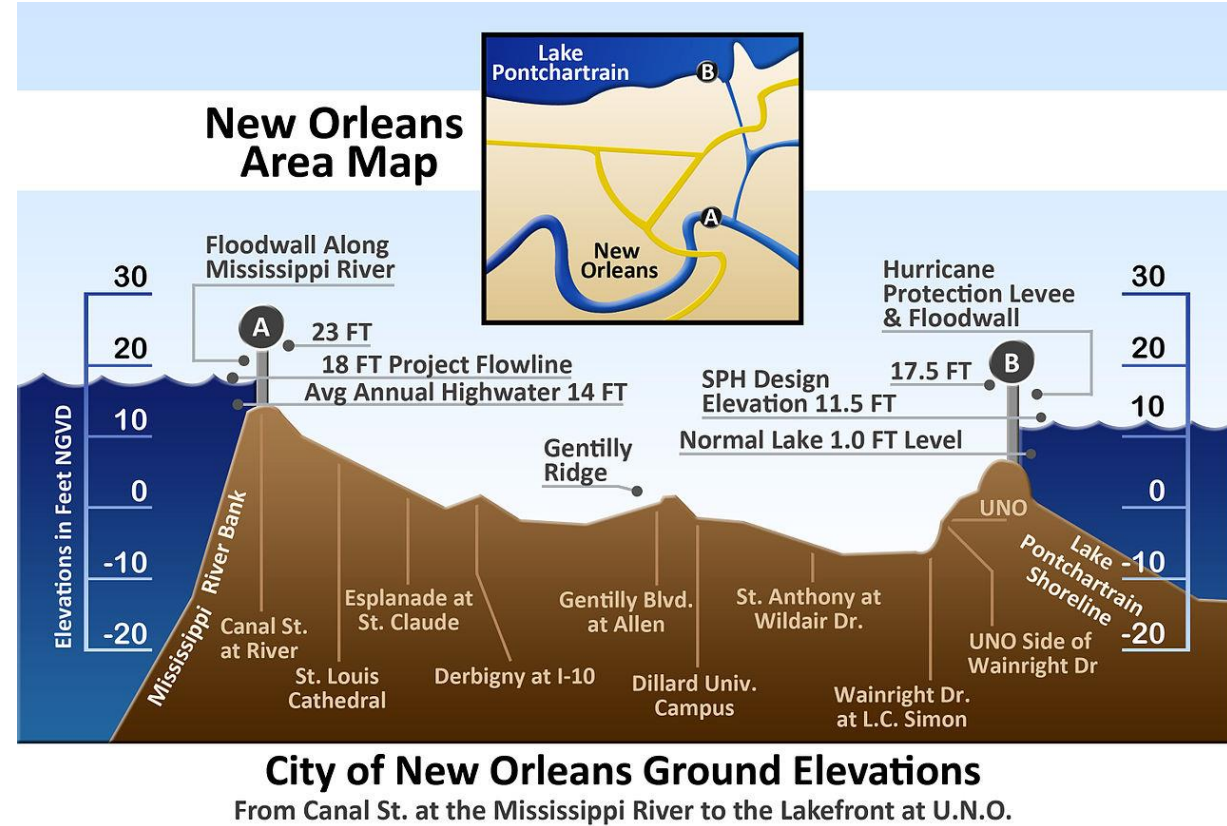 New Orleans
Area Map
Lake
Pontchartrain
B
A
New
Orleans
Floodwall Along
Mississippi River
30
20
10
0
-10
-20
Elevations in Feet NGVD
A
23 FT
18 FT Project Flowline
Avg Annual Highwater 14 FT
Gentilly
Ridge
Hurricane
Protection Levee
& Floodwall
17.5 FT
B
SPH Design
Elevation 11.5 FT
Normal Lake 1.0 FT Level
30
20
10
0
-10
-20
Mississippi River Bank
Canal St.
at River
St. Louis
Cathedral
Esplanade at
St. Claude
Derbigny at I-10
Gentilly Blvd.
at Allen
Dillard Univ.
Campus
St. Anthony at
Wildair Dr.
Wainright Dr.
at L.C. Simon
UNO
UNO Side of
Wainright Dr
Lake
Pontchartrain
Shoreline
City of New Orleans Ground Elevations
From Canal St. at the Mississippi River to the Lakefront at U.N.O.